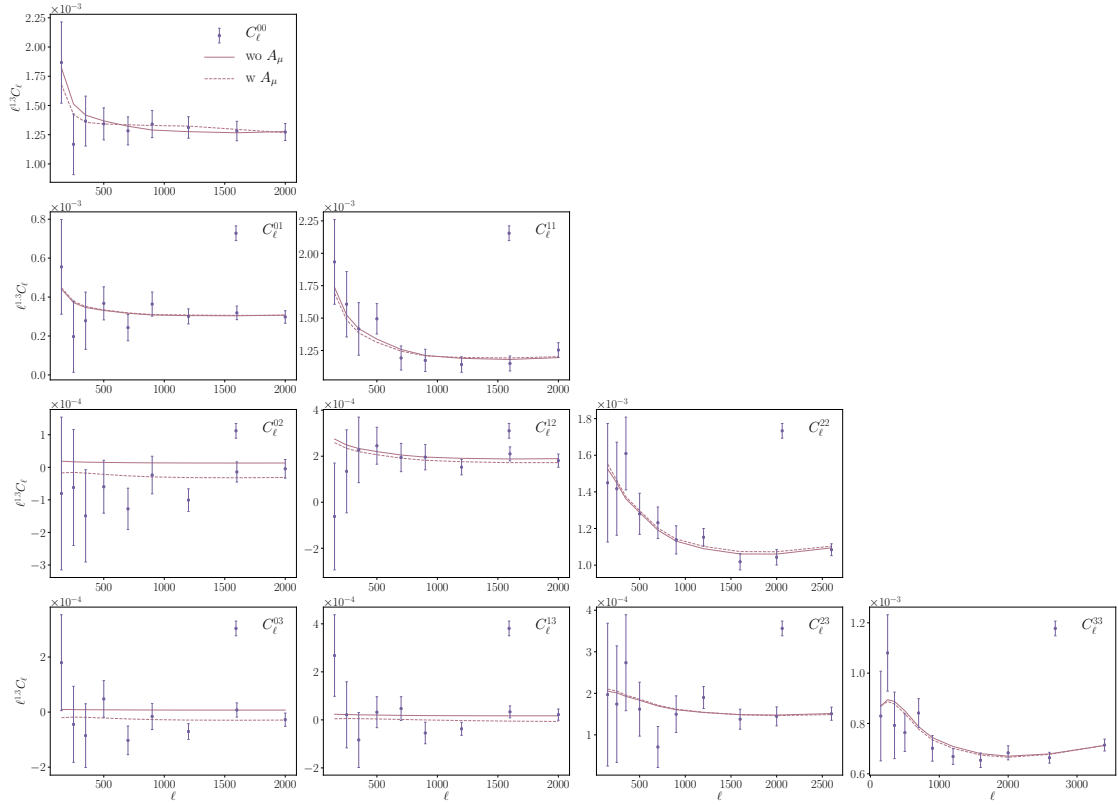 ×10⁻³
2.25
2.00
1.75
1.50
1.25
1.00
ℓ^{1.3}C_ℓ
C_ℓ^{00}
wo A_μ
w A_μ
500 1000 1500 2000
×10⁻³
0.8
0.6
0.4
0.2
0.0
ℓ^{1.3}C_ℓ
C_ℓ^{01}
500 1000 1500 2000
×10⁻³
2.25
2.00
1.75
1.50
1.25
C_ℓ^{11}
500 1000 1500 2000
×10⁻⁴
1
0
−1
−2
−3
ℓ^{1.3}C_ℓ
C_ℓ^{02}
500 1000 1500 2000
×10⁻⁴
4
2
0
−2
C_ℓ^{12}
500 1000 1500 2000
×10⁻³
1.8
1.6
1.4
1.2
1.0
C_ℓ^{22}
500 1000 1500 2000 2500
×10⁻⁴
4
2
0
−2
ℓ^{1.3}C_ℓ
C_ℓ^{03}
500 1000 1500 2000
ℓ
×10⁻⁴
4
2
0
−2
C_ℓ^{13}
500 1000 1500 2000
ℓ
×10⁻⁴
4
3
2
1
C_ℓ^{23}
500 1000 1500 2000 2500
ℓ
×10⁻³
1.2
1.0
0.8
0.6
C_ℓ^{33}
1000 2000 3000
ℓ